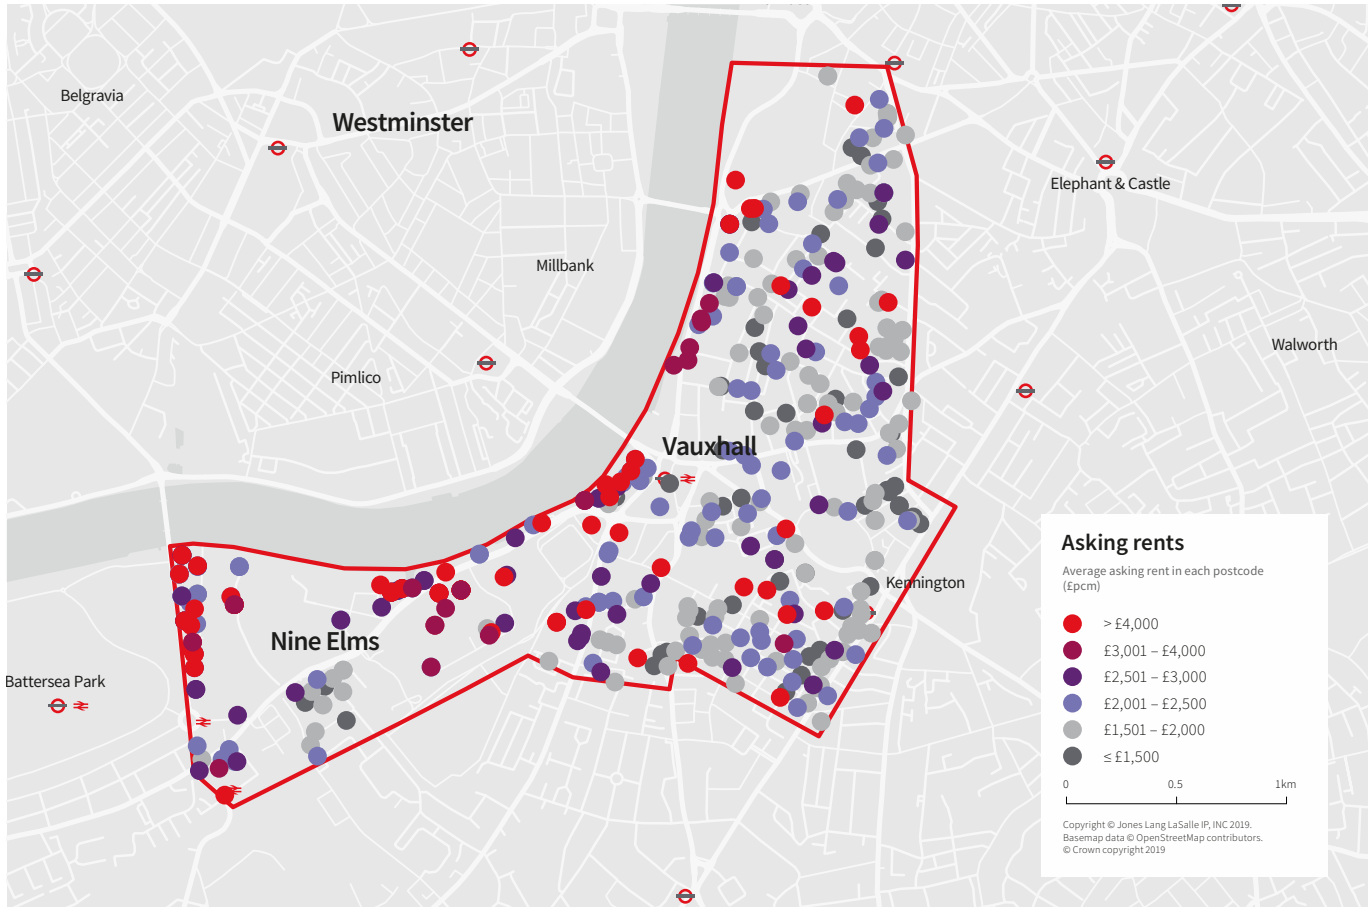 Belgravia
Westminster
Elephant & Castle
Millbank
Walworth
Pimlico
Vauxhall
Kennington
Nine Elms
Battersea Park
Asking rents
Average asking rent in each postcode
(£pcm)
> £4,000
£3,001 – £4,000
£2,501 – £3,000
£2,001 – £2,500
£1,501 – £2,000
≤ £1,500
0 0.5 1km
Copyright © Jones Lang LaSalle IP, INC 2019.
Basemap data © OpenStreetMap contributors.
© Crown copyright 2019